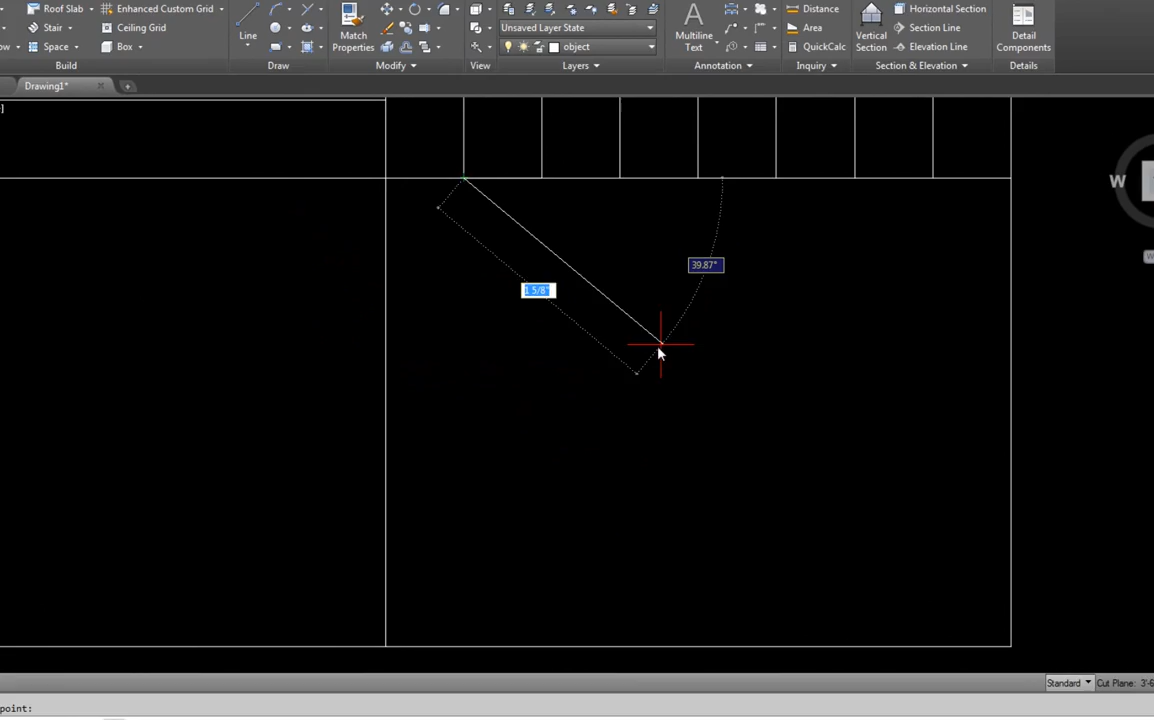 Roof Slab
Enhanced Custom Grid
Stair
Ceiling Grid
Space
Box
Build
Line
Draw
Match
Properties
Modify
View
Unsaved Layer State
object
Layers
Multiline
Text
Annotation
Distance
Area
QuickCalc
Inquiry
Vertical
Section
Horizontal Section
Section Line
Elevation Line
Section & Elevation
Detail
Components
Details
Drawing1*
]
W
39.87°
1 5/8"
Standard
Cut Plane: 3'-6
point: